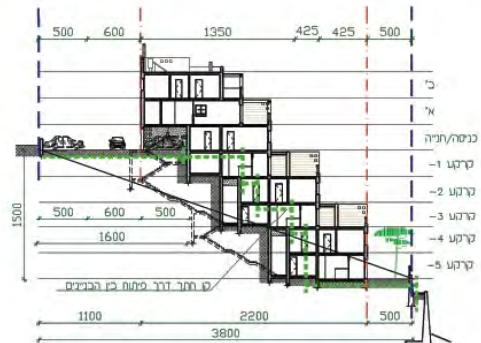 500 600 1350 425 425 500
ב'
א'
כניסה/חנייה
קרקע 1-
קרקע 2-
קרקע 3-
500 600 500
קרקע 4-
1600
1500
קרקע 5-
קו חתך דרך פיתוח בין הבניינים
1100 2200 500
3800